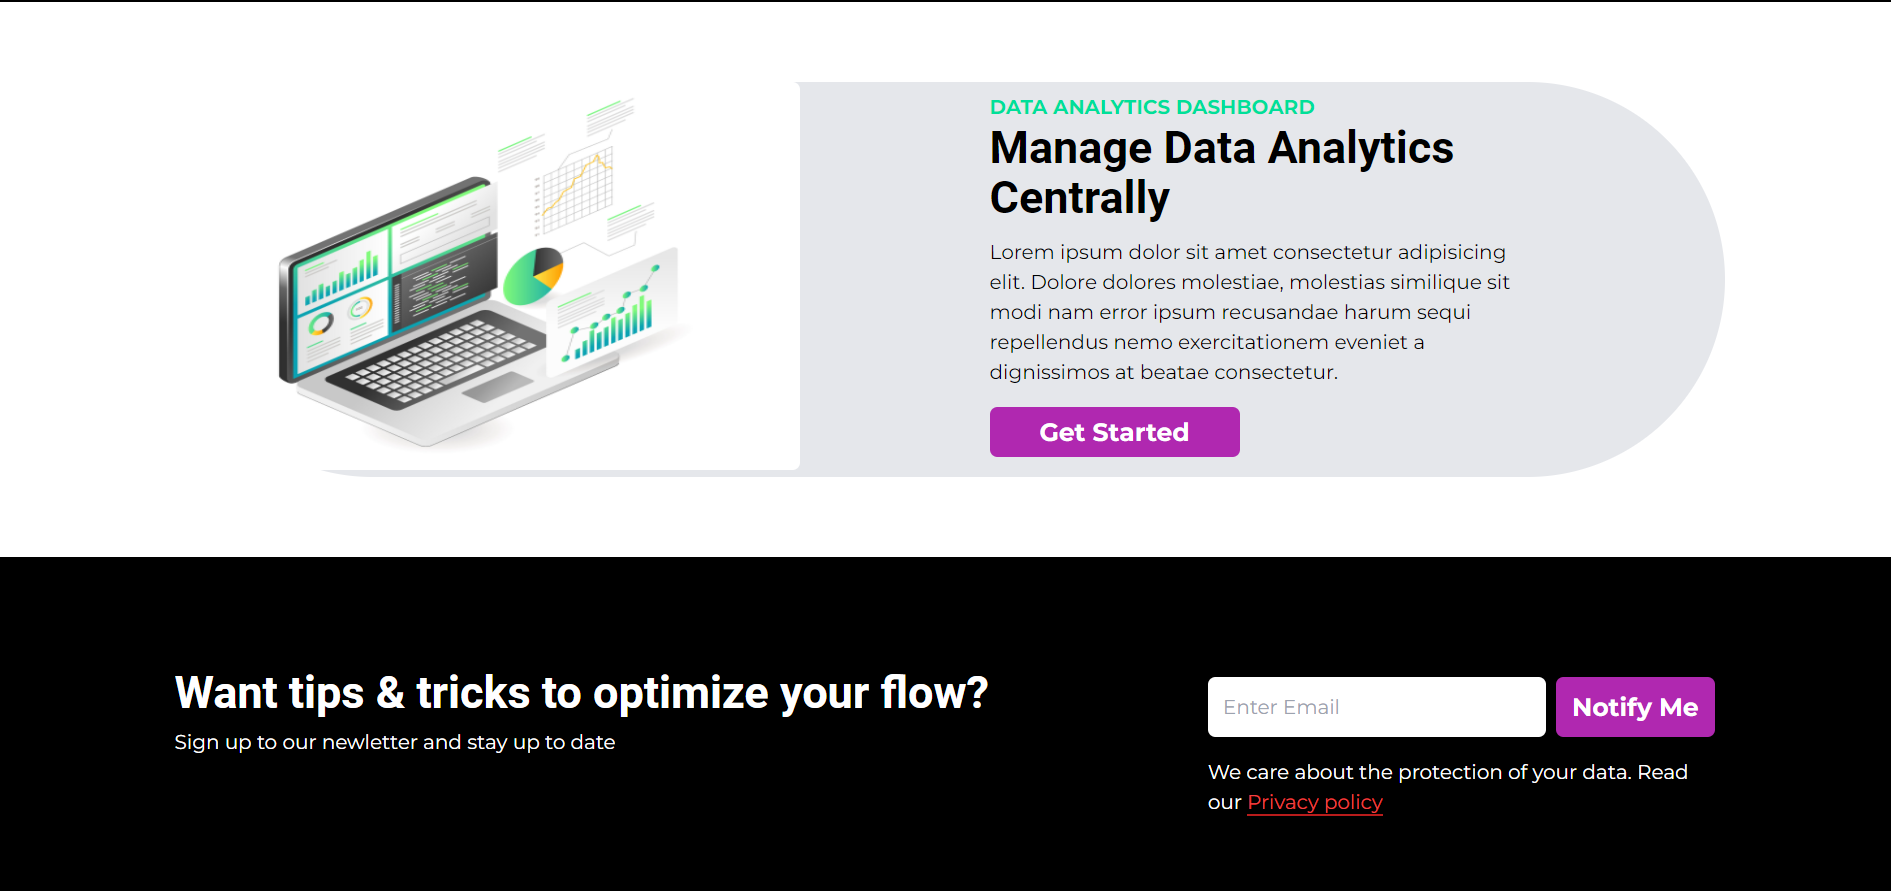 DATA ANALYTICS DASHBOARD
Manage Data Analytics
Centrally
Lorem ipsum dolor sit amet consectetur adipisicing
elit. Dolore dolores molestiae, molestias similique sit
modi nam error ipsum recusandae harum sequi
repellendus nemo exercitationem eveniet a
dignissimos at beatae consectetur.
Get Started
Want tips & tricks to optimize your flow?
Sign up to our newletter and stay up to date
Enter Email
Notify Me
We care about the protection of your data. Read
our Privacy policy